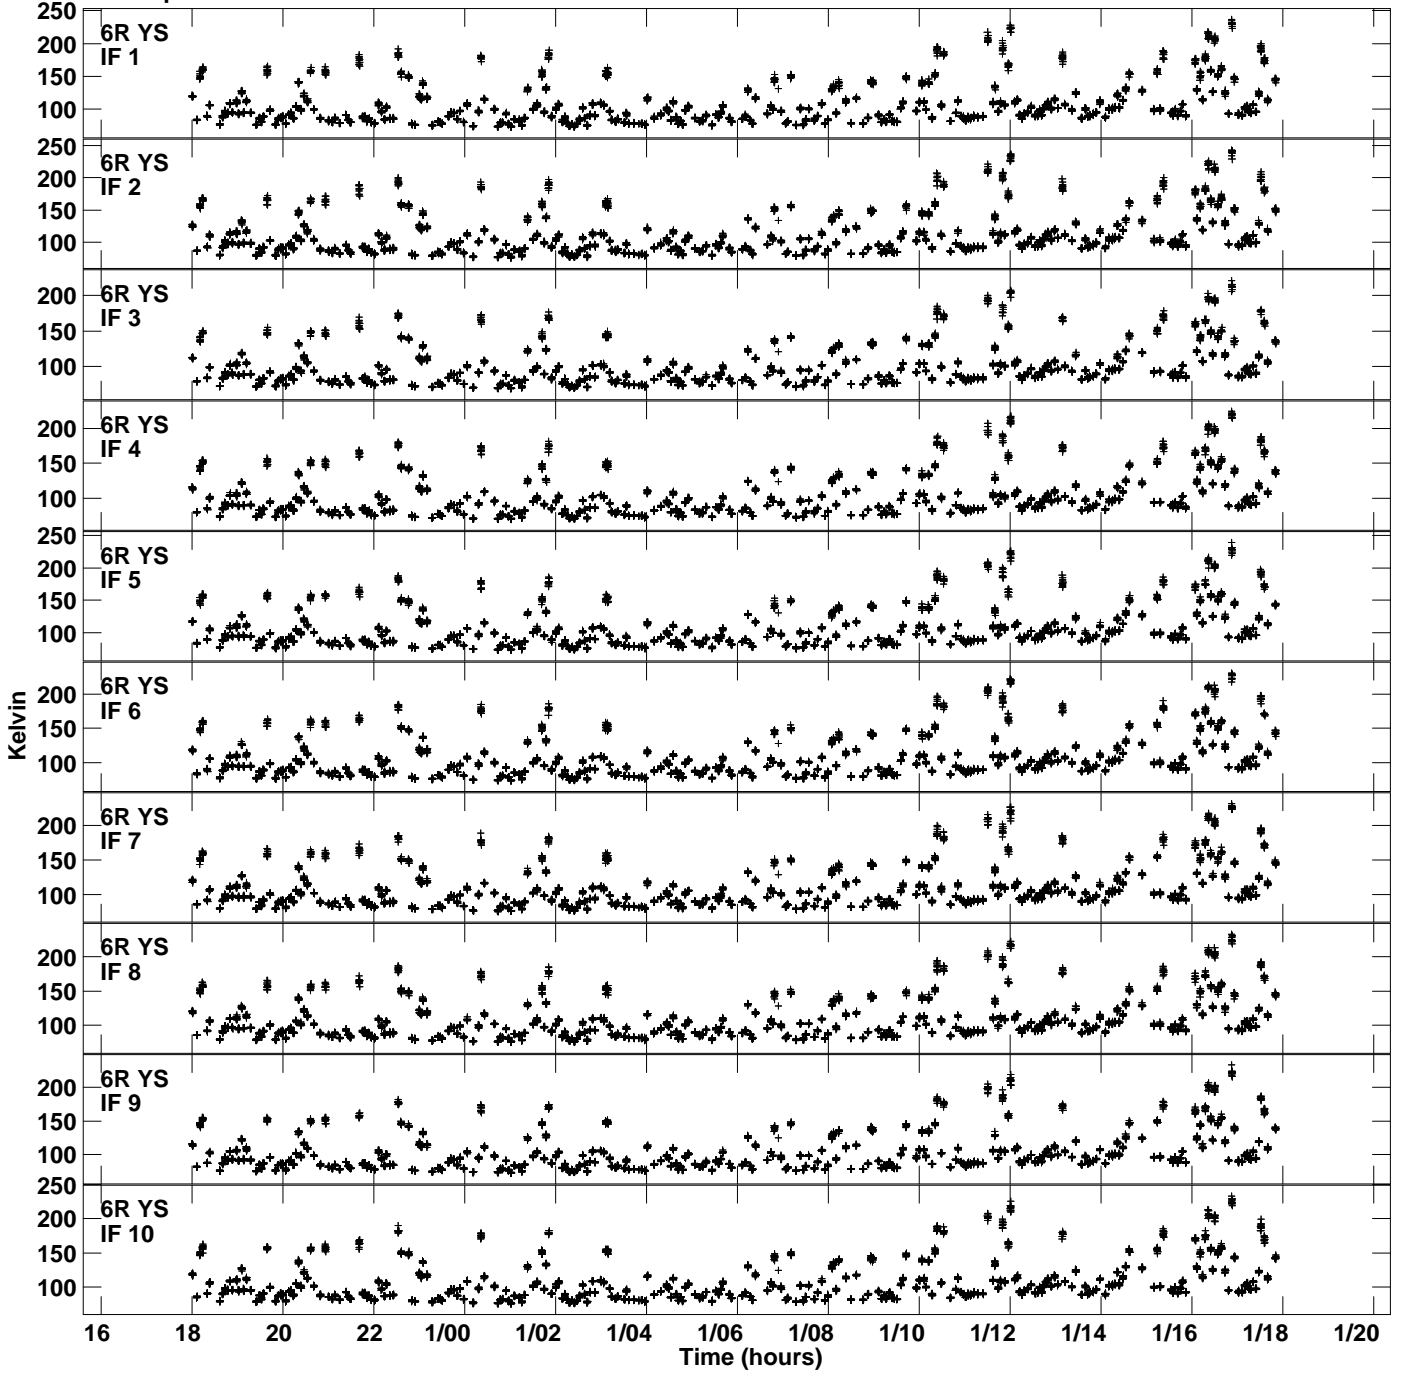 250
200
150
100
6R YS
IF 1
250
200
150
100
6R YS
IF 2
200
150
100
6R YS
IF 3
200
150
100
6R YS
IF 4
250
200
150
100
6R YS
IF 5
200
150
100
6R YS
IF 6
Kelvin
200
150
100
6R YS
IF 7
200
150
100
6R YS
IF 8
200
150
100
6R YS
IF 9
250
200
150
100
6R YS
IF 10
16 18 20 22 1/00 1/02 1/04 1/06 1/08 1/10 1/12 1/14 1/16 1/18 1/20
Time (hours)